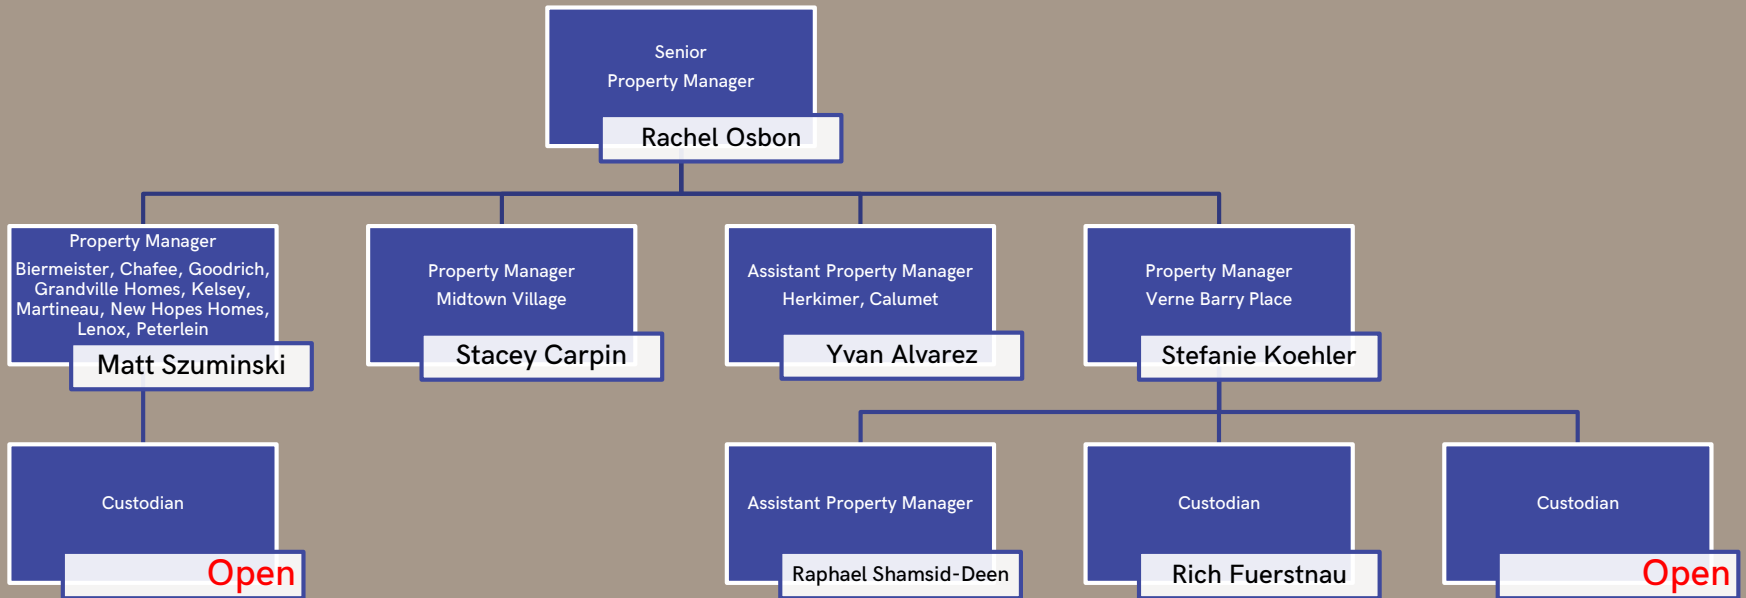 Senior
Property Manager
Rachel Osbon
Property Manager
Biermeister, Chafee, Goodrich,
Grandville Homes, Kelsey,
Martineau, New Hopes Homes,
Lenox, Peterlein
Matt Szuminski
Property Manager
Midtown Village
Stacey Carpin
Assistant Property Manager
Herkimer, Calumet
Yvan Alvarez
Property Manager
Verne Barry Place
Stefanie Koehler
Custodian
Open
Assistant Property Manager
Raphael Shamsid-Deen
Custodian
Rich Fuerstnau
Custodian
Open